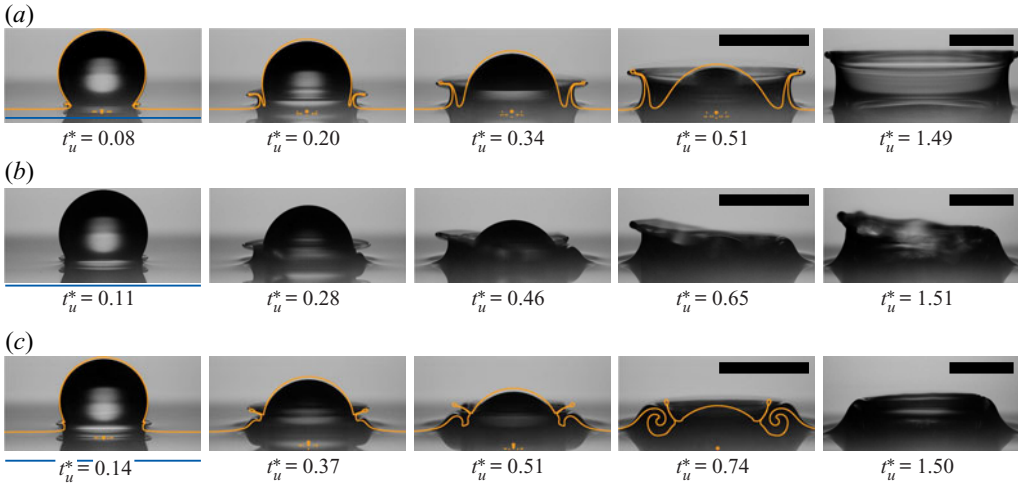 (a)
t*u = 0.08 t*u = 0.20 t*u = 0.34 t*u = 0.51 t*u = 1.49
(b)
t*u = 0.11 t*u = 0.28 t*u = 0.46 t*u = 0.65 t*u = 1.51
(c)
t*u = 0.14 t*u = 0.37 t*u = 0.51 t*u = 0.74 t*u = 1.50